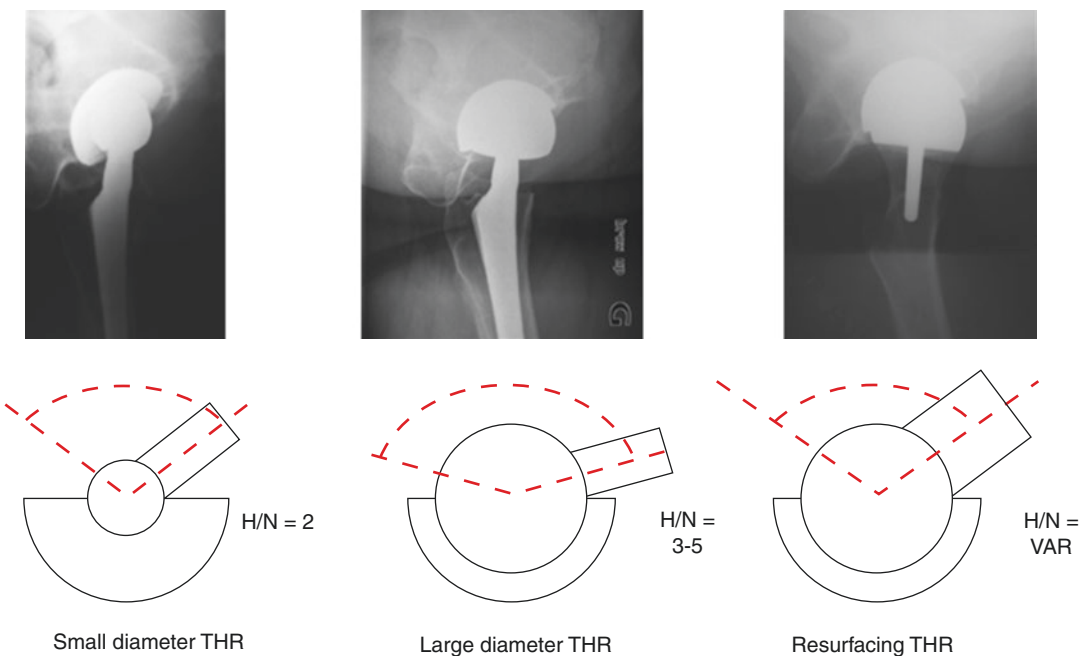 G
H/N = 2
H/N =
3-5
H/N =
VAR
Small diameter THR
Large diameter THR
Resurfacing THR